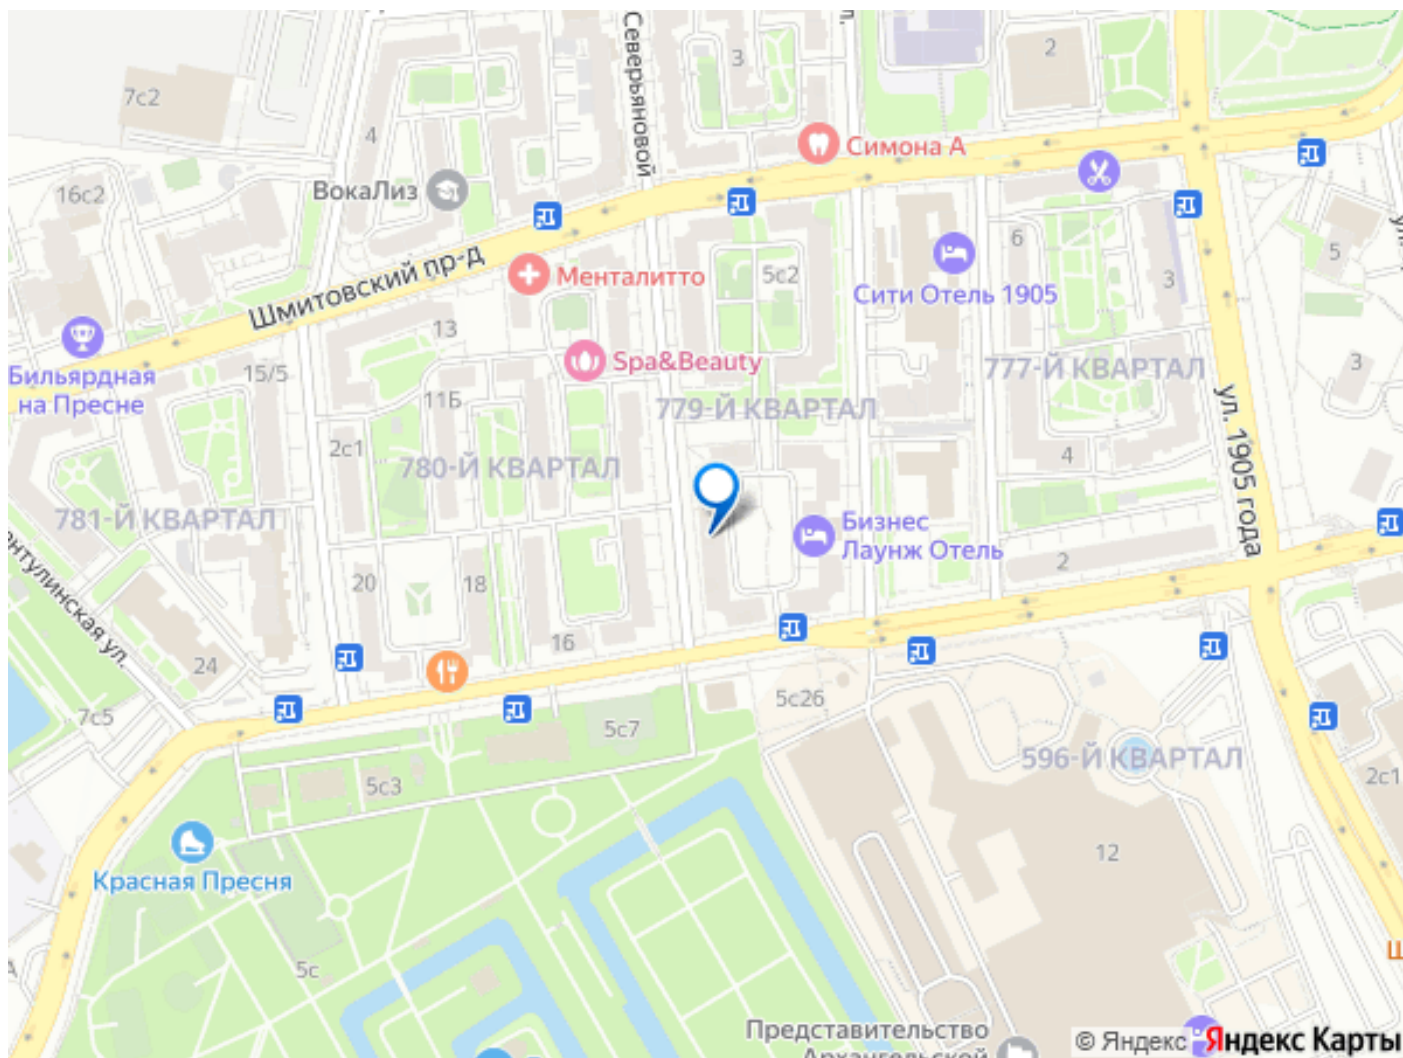 Северьяновой
ул.
3
2
7с2
4
Симона А
ВокаЛиз
16с2
Шмитовский пр-д
Менталитто
5с2
6
Сити Отель 1905
3
5
13
Бильярдная
на Пресне
15/5
Spa&Beauty
777-Й КВАРТАЛ
3
11Б
779-Й КВАРТАЛ
ул. 1905 года
2с1
780-Й КВАРТАЛ
4
781-Й КВАРТАЛ
Бизнес
Лаунж Отель
2
20
18
16
24
7с5
5с26
5с7
596-Й КВАРТАЛ
5с3
2с1
12
Красная Пресня
5с
Представительство
Архангельской
© Яндекс
Яндекс Карты